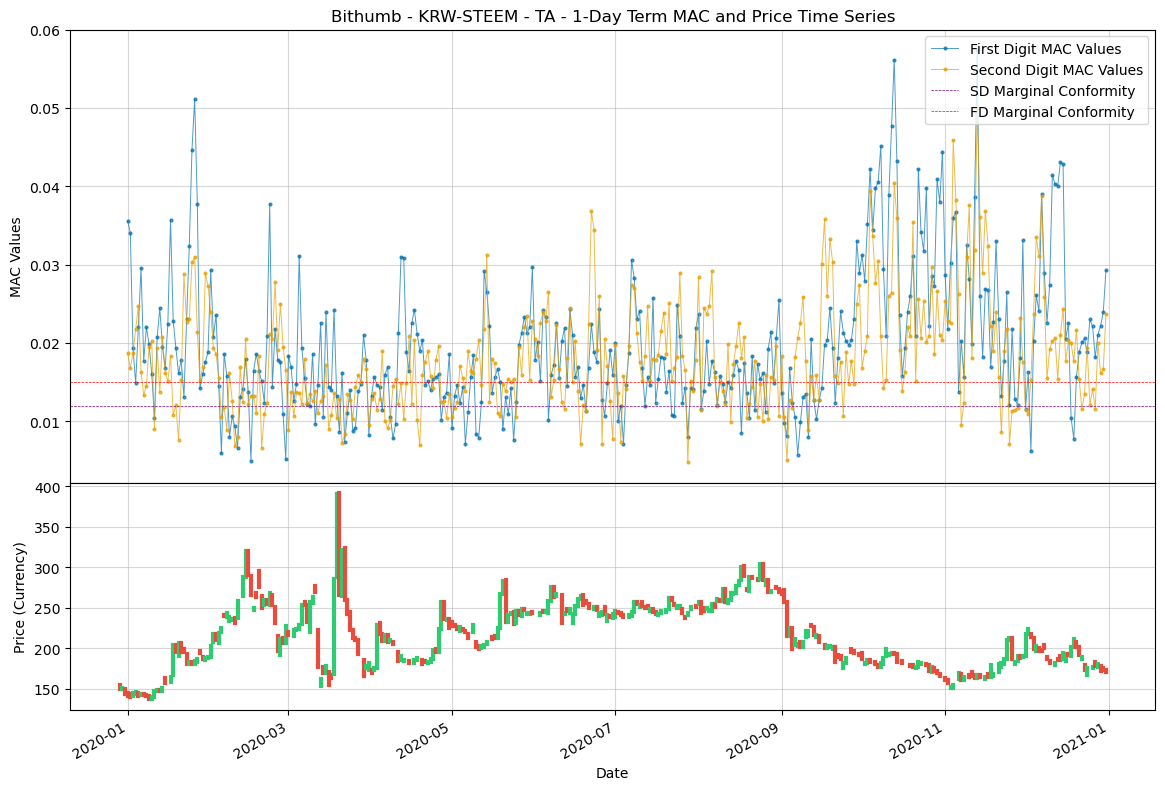 Bithumb - KRW-STEEM - TA - 1-Day Term MAC and Price Time Series
MAC Values
0.06
0.05
0.04
0.03
0.02
0.01
First Digit MAC Values
Second Digit MAC Values
SD Marginal Conformity
FD Marginal Conformity
Price (Currency)
400
350
300
250
200
150
2020-01
2020-03
2020-05
2020-07
2020-09
2020-11
2021-01
Date